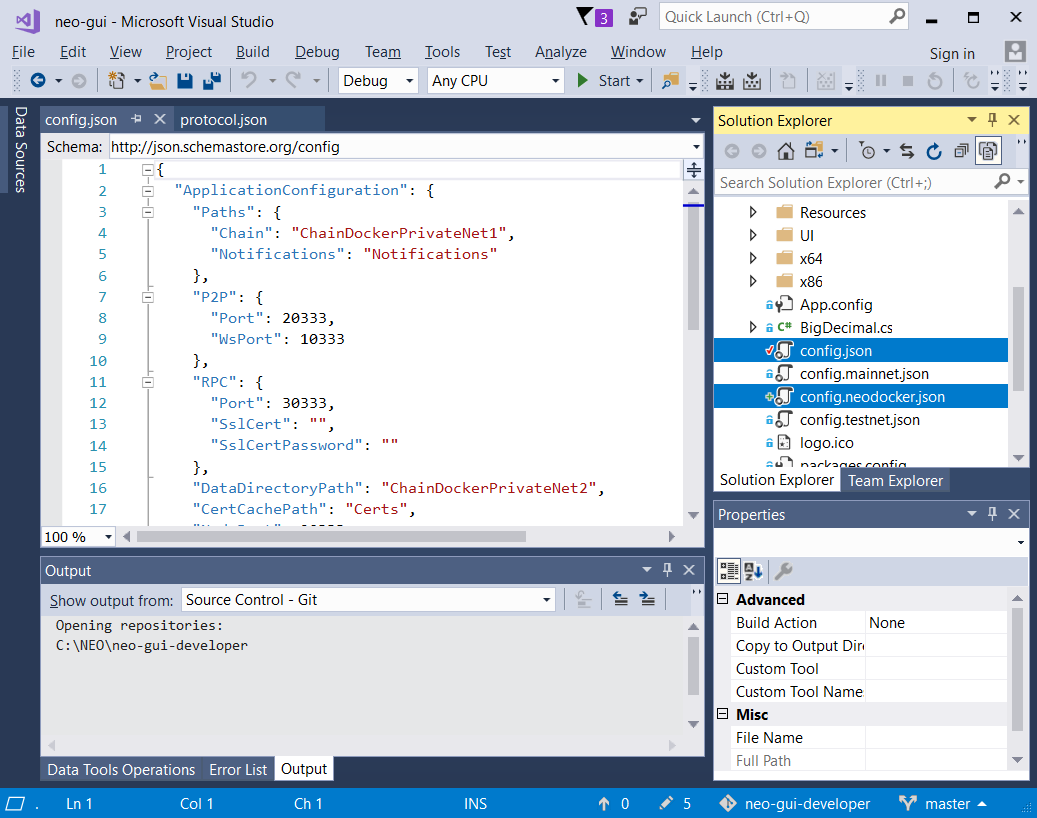 neo-gui - Microsoft Visual Studio
3
Quick Launch (Ctrl+Q)
File Edit View Project Build Debug Team Tools Test Analyze Window Help
Sign in
Debug Any CPU Start
Data Sources
config.json protocol.json
Schema: http://json.schemastore.org/config
1 {
2 "ApplicationConfiguration": {
3 "Paths": {
4 "Chain": "ChainDockerPrivateNet1",
5 "Notifications": "Notifications"
6 },
7 "P2P": {
8 "Port": 20333,
9 "WsPort": 10333
10 },
11 "RPC": {
12 "Port": 30333,
13 "SslCert": "",
14 "SslCertPassword": ""
15 },
16 "DataDirectoryPath": "ChainDockerPrivateNet2",
17 "CertCachePath": "Certs",
100 %
Output
Show output from: Source Control - Git
Opening repositories:
C:\NEO\neo-gui-developer
Data Tools Operations Error List Output
Solution Explorer
Search Solution Explorer (Ctrl+;)
Resources
UI
x64
x86
App.config
C# BigDecimal.cs
config.json
config.mainnet.json
config.neodocker.json
config.testnet.json
logo.ico
packages.config
Solution Explorer Team Explorer
Properties
Advanced
Build Action None
Copy to Output Dire
Custom Tool
Custom Tool Name
Misc
File Name
Full Path
Ln 1 Col 1 Ch 1 INS 0 5 neo-gui-developer master